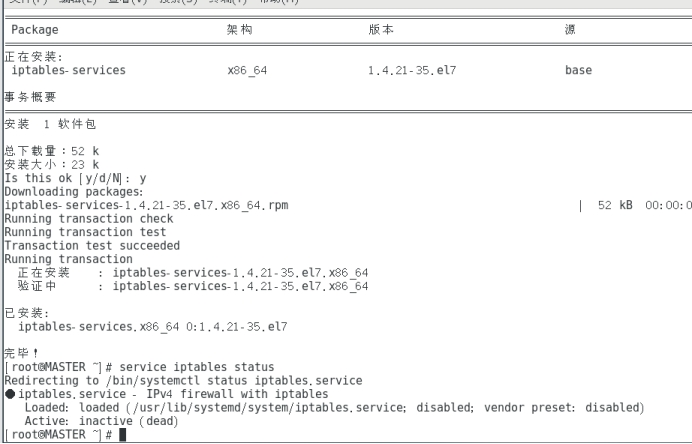 Package 架构 版本 源
正在安装:
iptables-services x86_64 1.4.21-35.el7 base
事务概要
安装 1 软件包
总下载量：52 k
安装大小：23 k
Is this ok [y/d/N]: y
Downloading packages:
iptables-services-1.4.21-35.el7.x86_64.rpm | 52 kB 00:00:0
Running transaction check
Running transaction test
Transaction test succeeded
Running transaction
正在安装 : iptables-services-1.4.21-35.el7.x86_64
验证中 : iptables-services-1.4.21-35.el7.x86_64
已安装:
iptables-services.x86_64 0:1.4.21-35.el7
完毕！
[root@MASTER ~]# service iptables status
Redirecting to /bin/systemctl status iptables.service
● iptables.service - IPv4 firewall with iptables
Loaded: loaded (/usr/lib/systemd/system/iptables.service; disabled; vendor preset: disabled)
Active: inactive (dead)
[root@MASTER ~]#